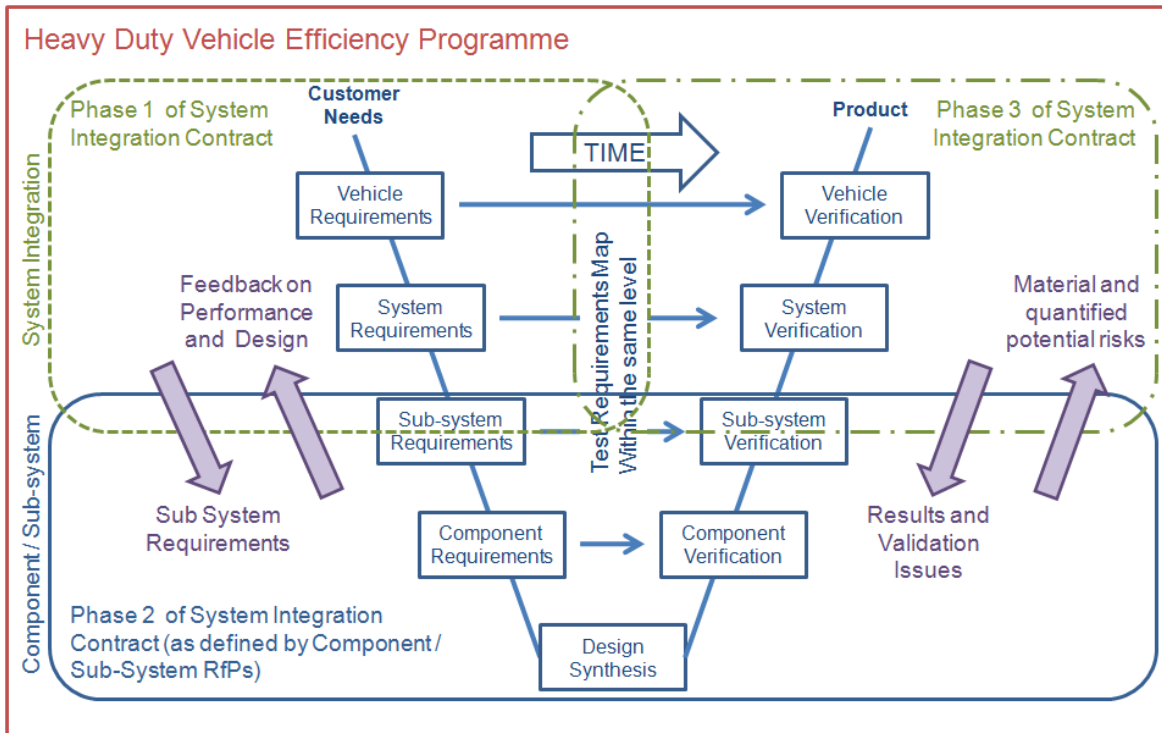 Heavy Duty Vehicle Efficiency Programme
Phase 1 of System
Integration Contract
Customer
Needs
TIME
Product
Phase 3 of System
Integration Contract
System Integration
Vehicle
Requirements
Vehicle
Verification
Feedback on
Performance
and Design
System
Requirements
Test Requirements Map
Within the same level
System
Verification
Material and
quantified
potential risks
Component / Sub-system
Sub-system
Requirements
Sub-system
Verification
Sub System
Requirements
Component
Requirements
Component
Verification
Results and
Validation
Issues
Phase 2 of System Integration
Contract (as defined by Component /
Sub-System RfPs)
Design
Synthesis